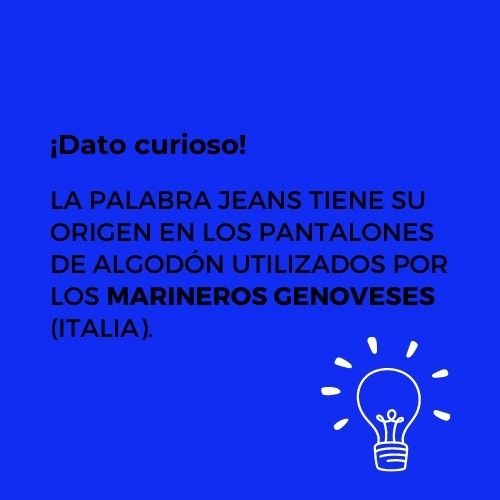 ¡Dato curioso!
LA PALABRA JEANS TIENE SU
ORIGEN EN LOS PANTALONES
DE ALGODÓN UTILIZADOS POR
LOS MARINEROS GENOVESES
(ITALIA).